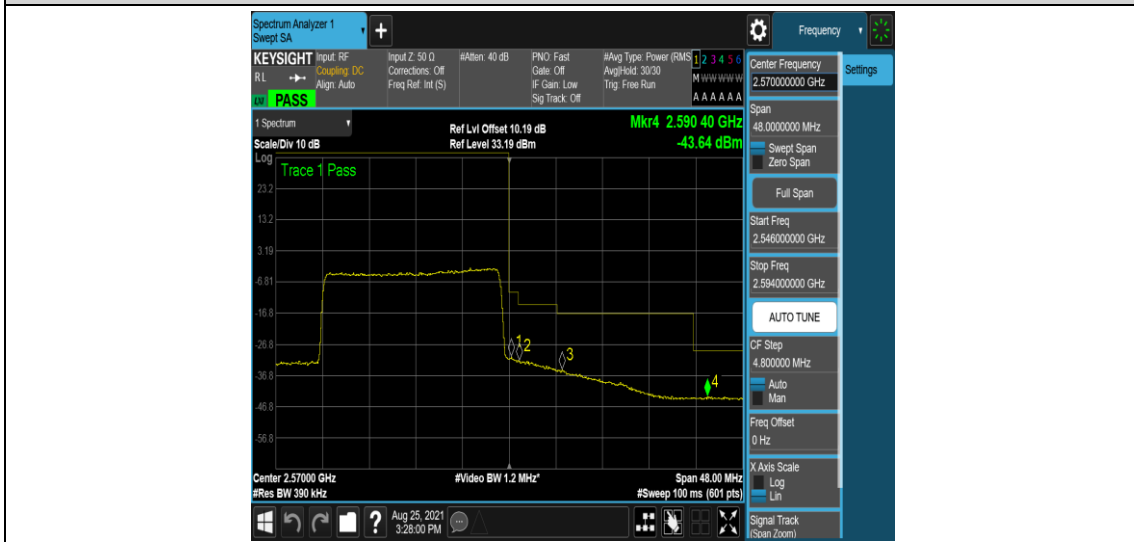 Spectrum Analyzer 1
Swept SA
Frequency
KEYSIGHT
RL
PASS
Input: RF
Coupling: DC
Align: Auto
Input Z: 50 Ω
Corrections: Off
Freq Ref: Int (S)
#Atten: 40 dB
PNO: Fast
Gate: Off
IF Gain: Low
Sig Track: Off
#Avg Type: Power (RMS
Avg|Hold: 30/30
Trig: Free Run
1 2 3 4 5 6
M W W W W W
A A A A A A
1 Spectrum
Scale/Div 10 dB
Ref Lvl Offset 10.19 dB
Ref Level 33.19 dBm
Mkr4 2.590 40 GHz
-43.64 dBm
Log
Trace 1 Pass
23.2
13.2
3.19
-6.81
-16.8
-26.8
-36.8
-46.8
-56.8
1
2
3
4
Center 2.57000 GHz
#Res BW 390 kHz
#Video BW 1.2 MHz*
Span 48.00 MHz
#Sweep 100 ms (601 pts)
?
Aug 25, 2021
3:28:00 PM
Settings
Center Frequency
2.570000000 GHz
Span
48.0000000 MHz
Swept Span
Zero Span
Full Span
Start Freq
2.546000000 GHz
Stop Freq
2.594000000 GHz
AUTO TUNE
CF Step
4.800000 MHz
Auto
Man
Freq Offset
0 Hz
X Axis Scale
Log
Lin
Signal Track
(Span Zoom)